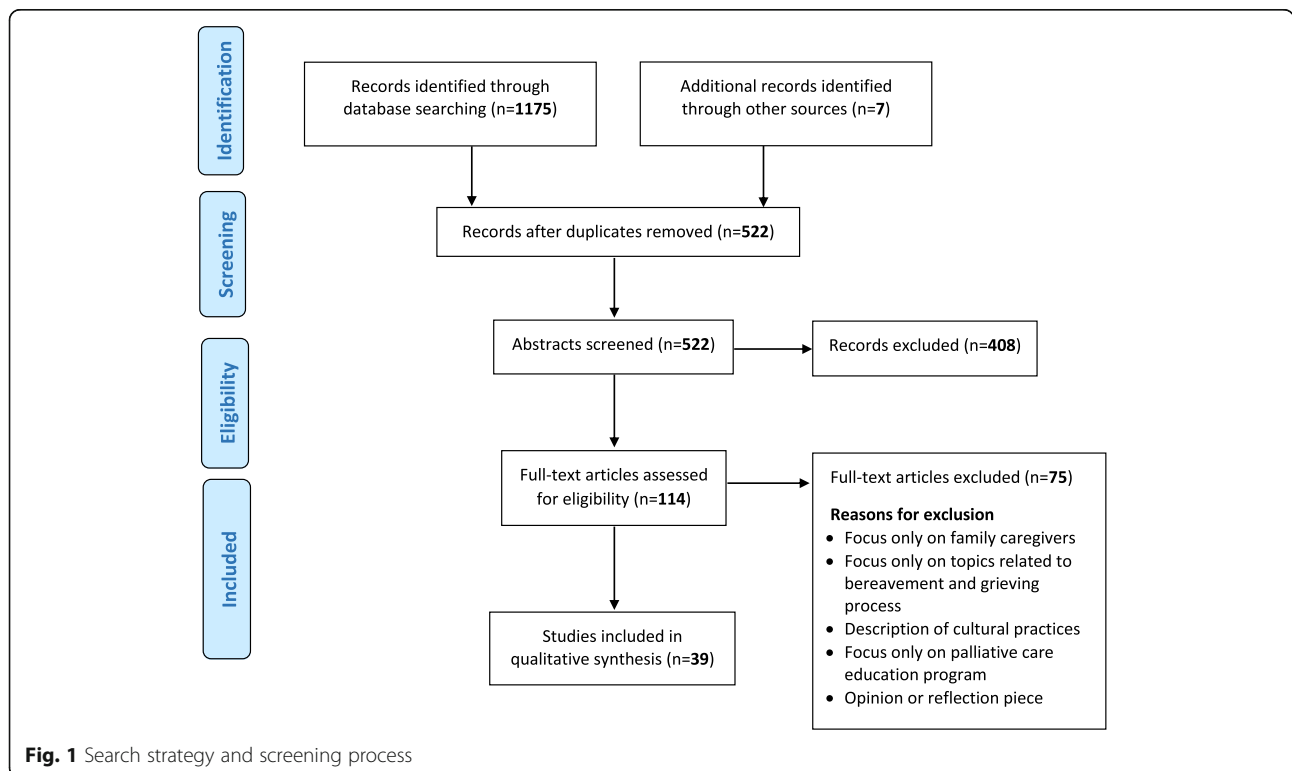 Identification
Records identified through
database searching (n=1175)
Additional records identified
through other sources (n=7)
Screening
Records after duplicates removed (n=522)
Abstracts screened (n=522)
Records excluded (n=408)
Eligibility
Full-text articles assessed
for eligibility (n=114)
Full-text articles excluded (n=75)
Reasons for exclusion
• Focus only on family caregivers
• Focus only on topics related to
bereavement and grieving
process
• Description of cultural practices
• Focus only on palliative care
education program
• Opinion or reflection piece
Included
Studies included in
qualitative synthesis (n=39)
Fig. 1 Search strategy and screening process